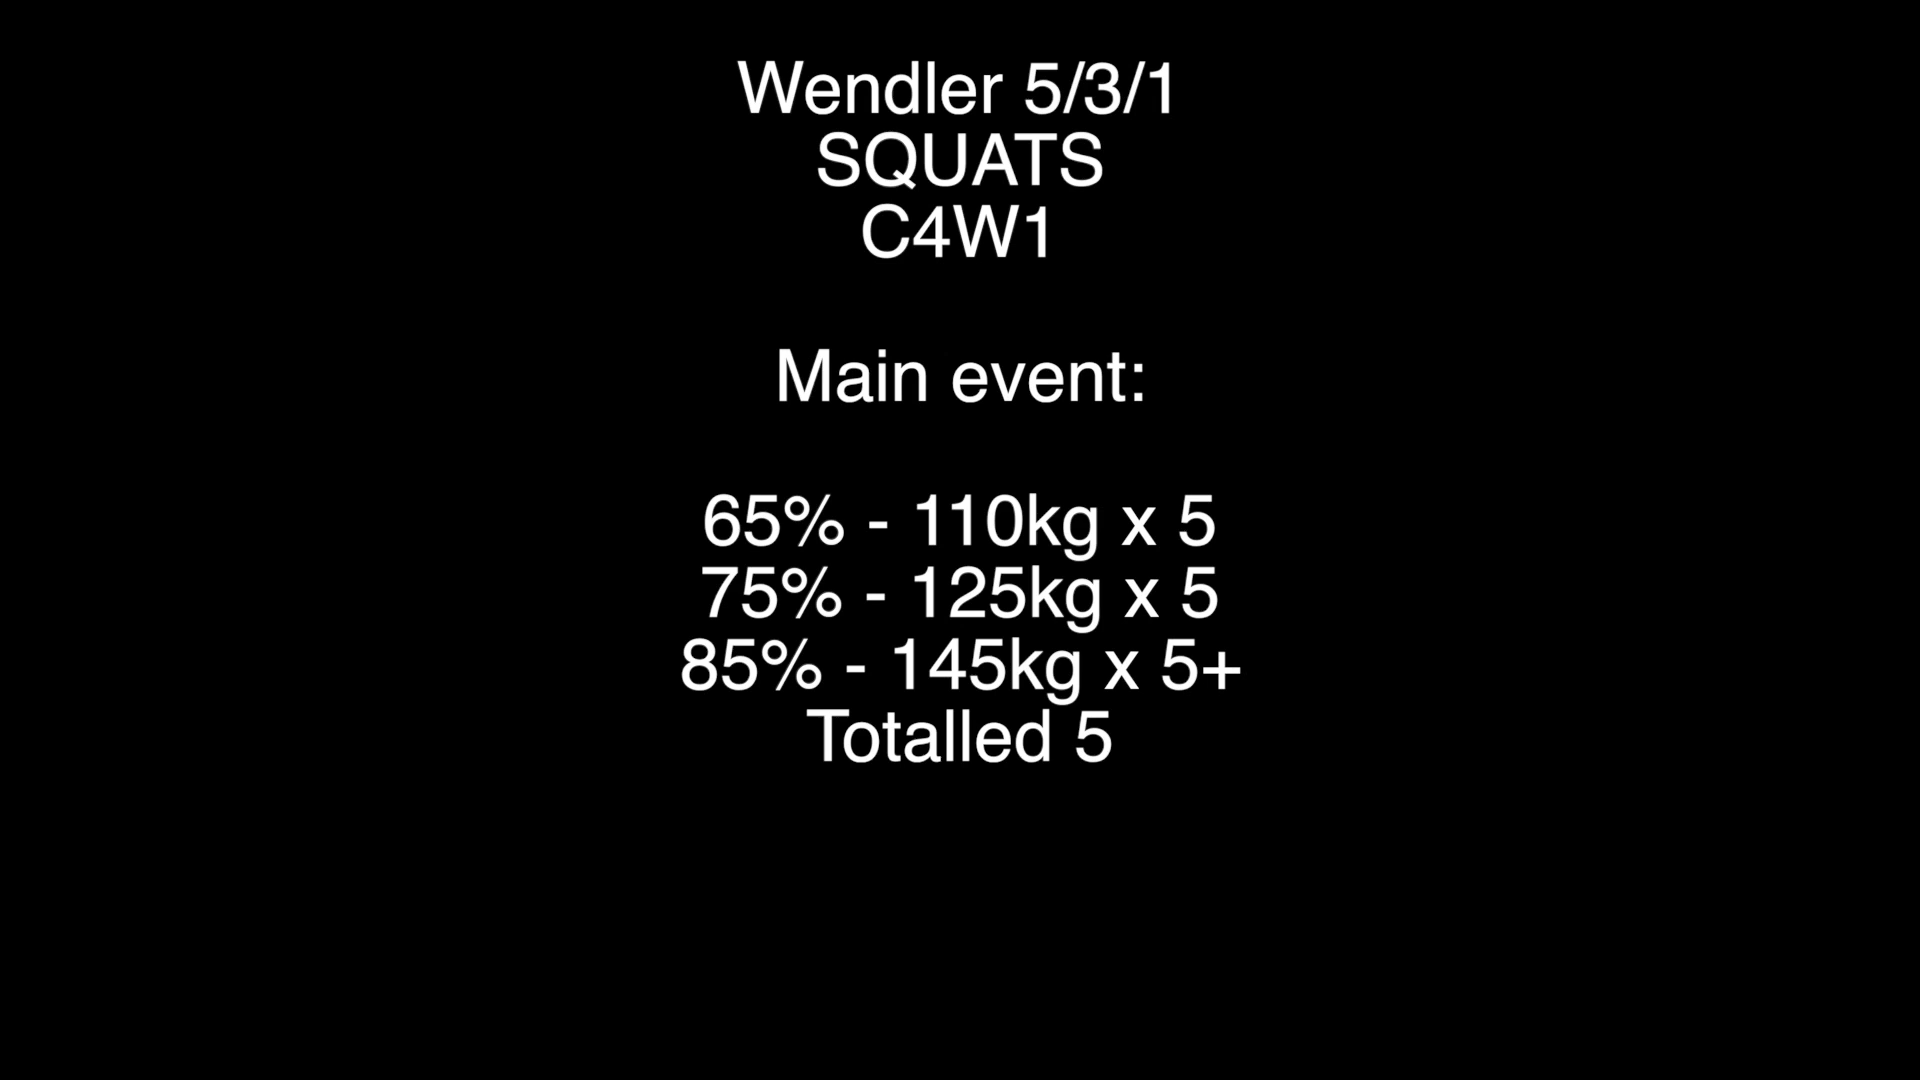 Wendler 5/3/1
SQUATS
C4W1
Main event:
65% - 110kg x 5
75% - 125kg x 5
85% - 145kg x 5+
Totalled 5